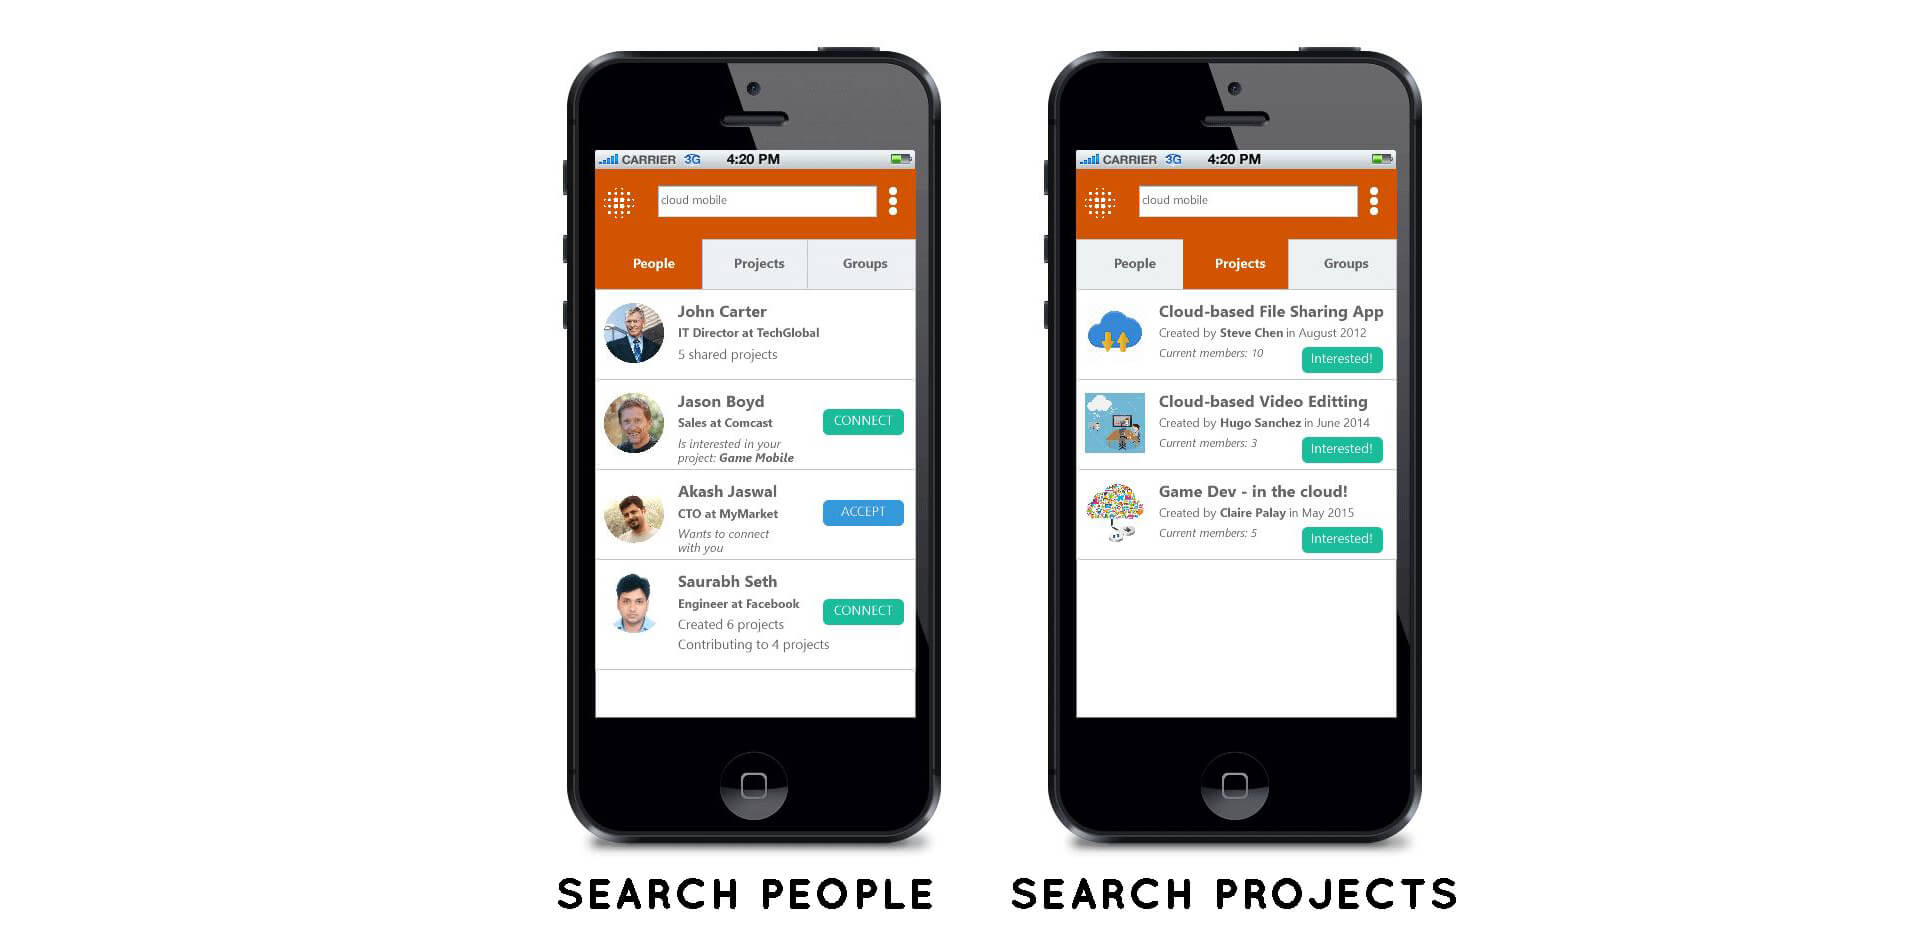 CARRIER 3G 4:20 PM
cloud mobile
People Projects Groups
John Carter
IT Director at TechGlobal
5 shared projects
Jason Boyd
Sales at Comcast
CONNECT
Is interested in your
project: Game Mobile
Akash Jaswal
CTO at MyMarket
ACCEPT
Wants to connect
with you
Saurabh Seth
Engineer at Facebook
CONNECT
Created 6 projects
Contributing to 4 projects
SEARCH PEOPLE
CARRIER 3G 4:20 PM
cloud mobile
People Projects Groups
Cloud-based File Sharing App
Created by Steve Chen in August 2012
Current members: 10
Interested!
Cloud-based Video Editting
Created by Hugo Sanchez in June 2014
Current members: 3
Interested!
Game Dev - in the cloud!
Created by Claire Palay in May 2015
Current members: 5
Interested!
SEARCH PROJECTS